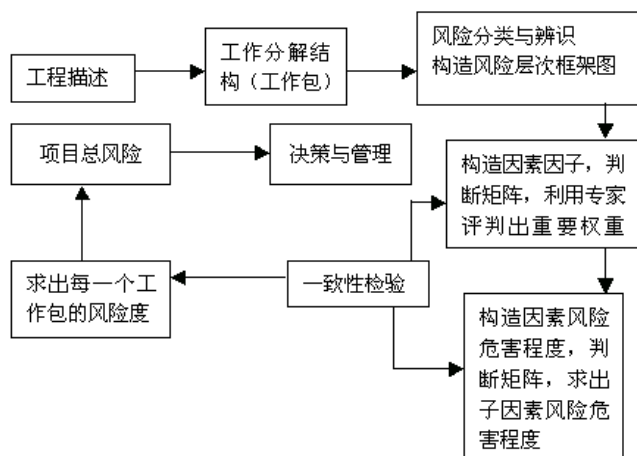 工程描述
工作分解结
构（工作包）
风险分类与辨识
构造风险层次框架图
项目总风险
决策与管理
构造因素因子，判
断矩阵，利用专家
评判出重要权重
求出每一个工
作包的风险度
一致性检验
构造因素风险
危害程度，判
断矩阵，求出
子因素风险危
害程度